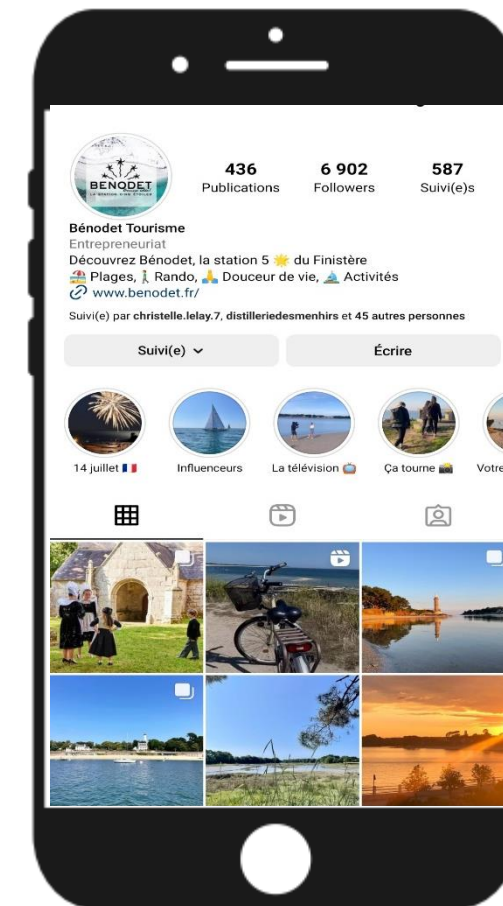 BENODET
436
6 902
587
Publications
Followers
Suivi(e)s
Bénodet Tourisme
Entrepreneuriat
Découvrez Bénodet, la station 5 🌟 du Finistère
🏖️ Plages, 🚶 Rando, 🙏 Douceur de vie, ⛵ Activités
www.benodet.fr/
Suivi(e) par christelle.lelay.7, distilleriedesmenhirs et 45 autres personnes
Suivi(e)
Écrire
14 juillet 🇫🇷
Influenceurs
La télévision 📺
Ça tourne 📸
Votre